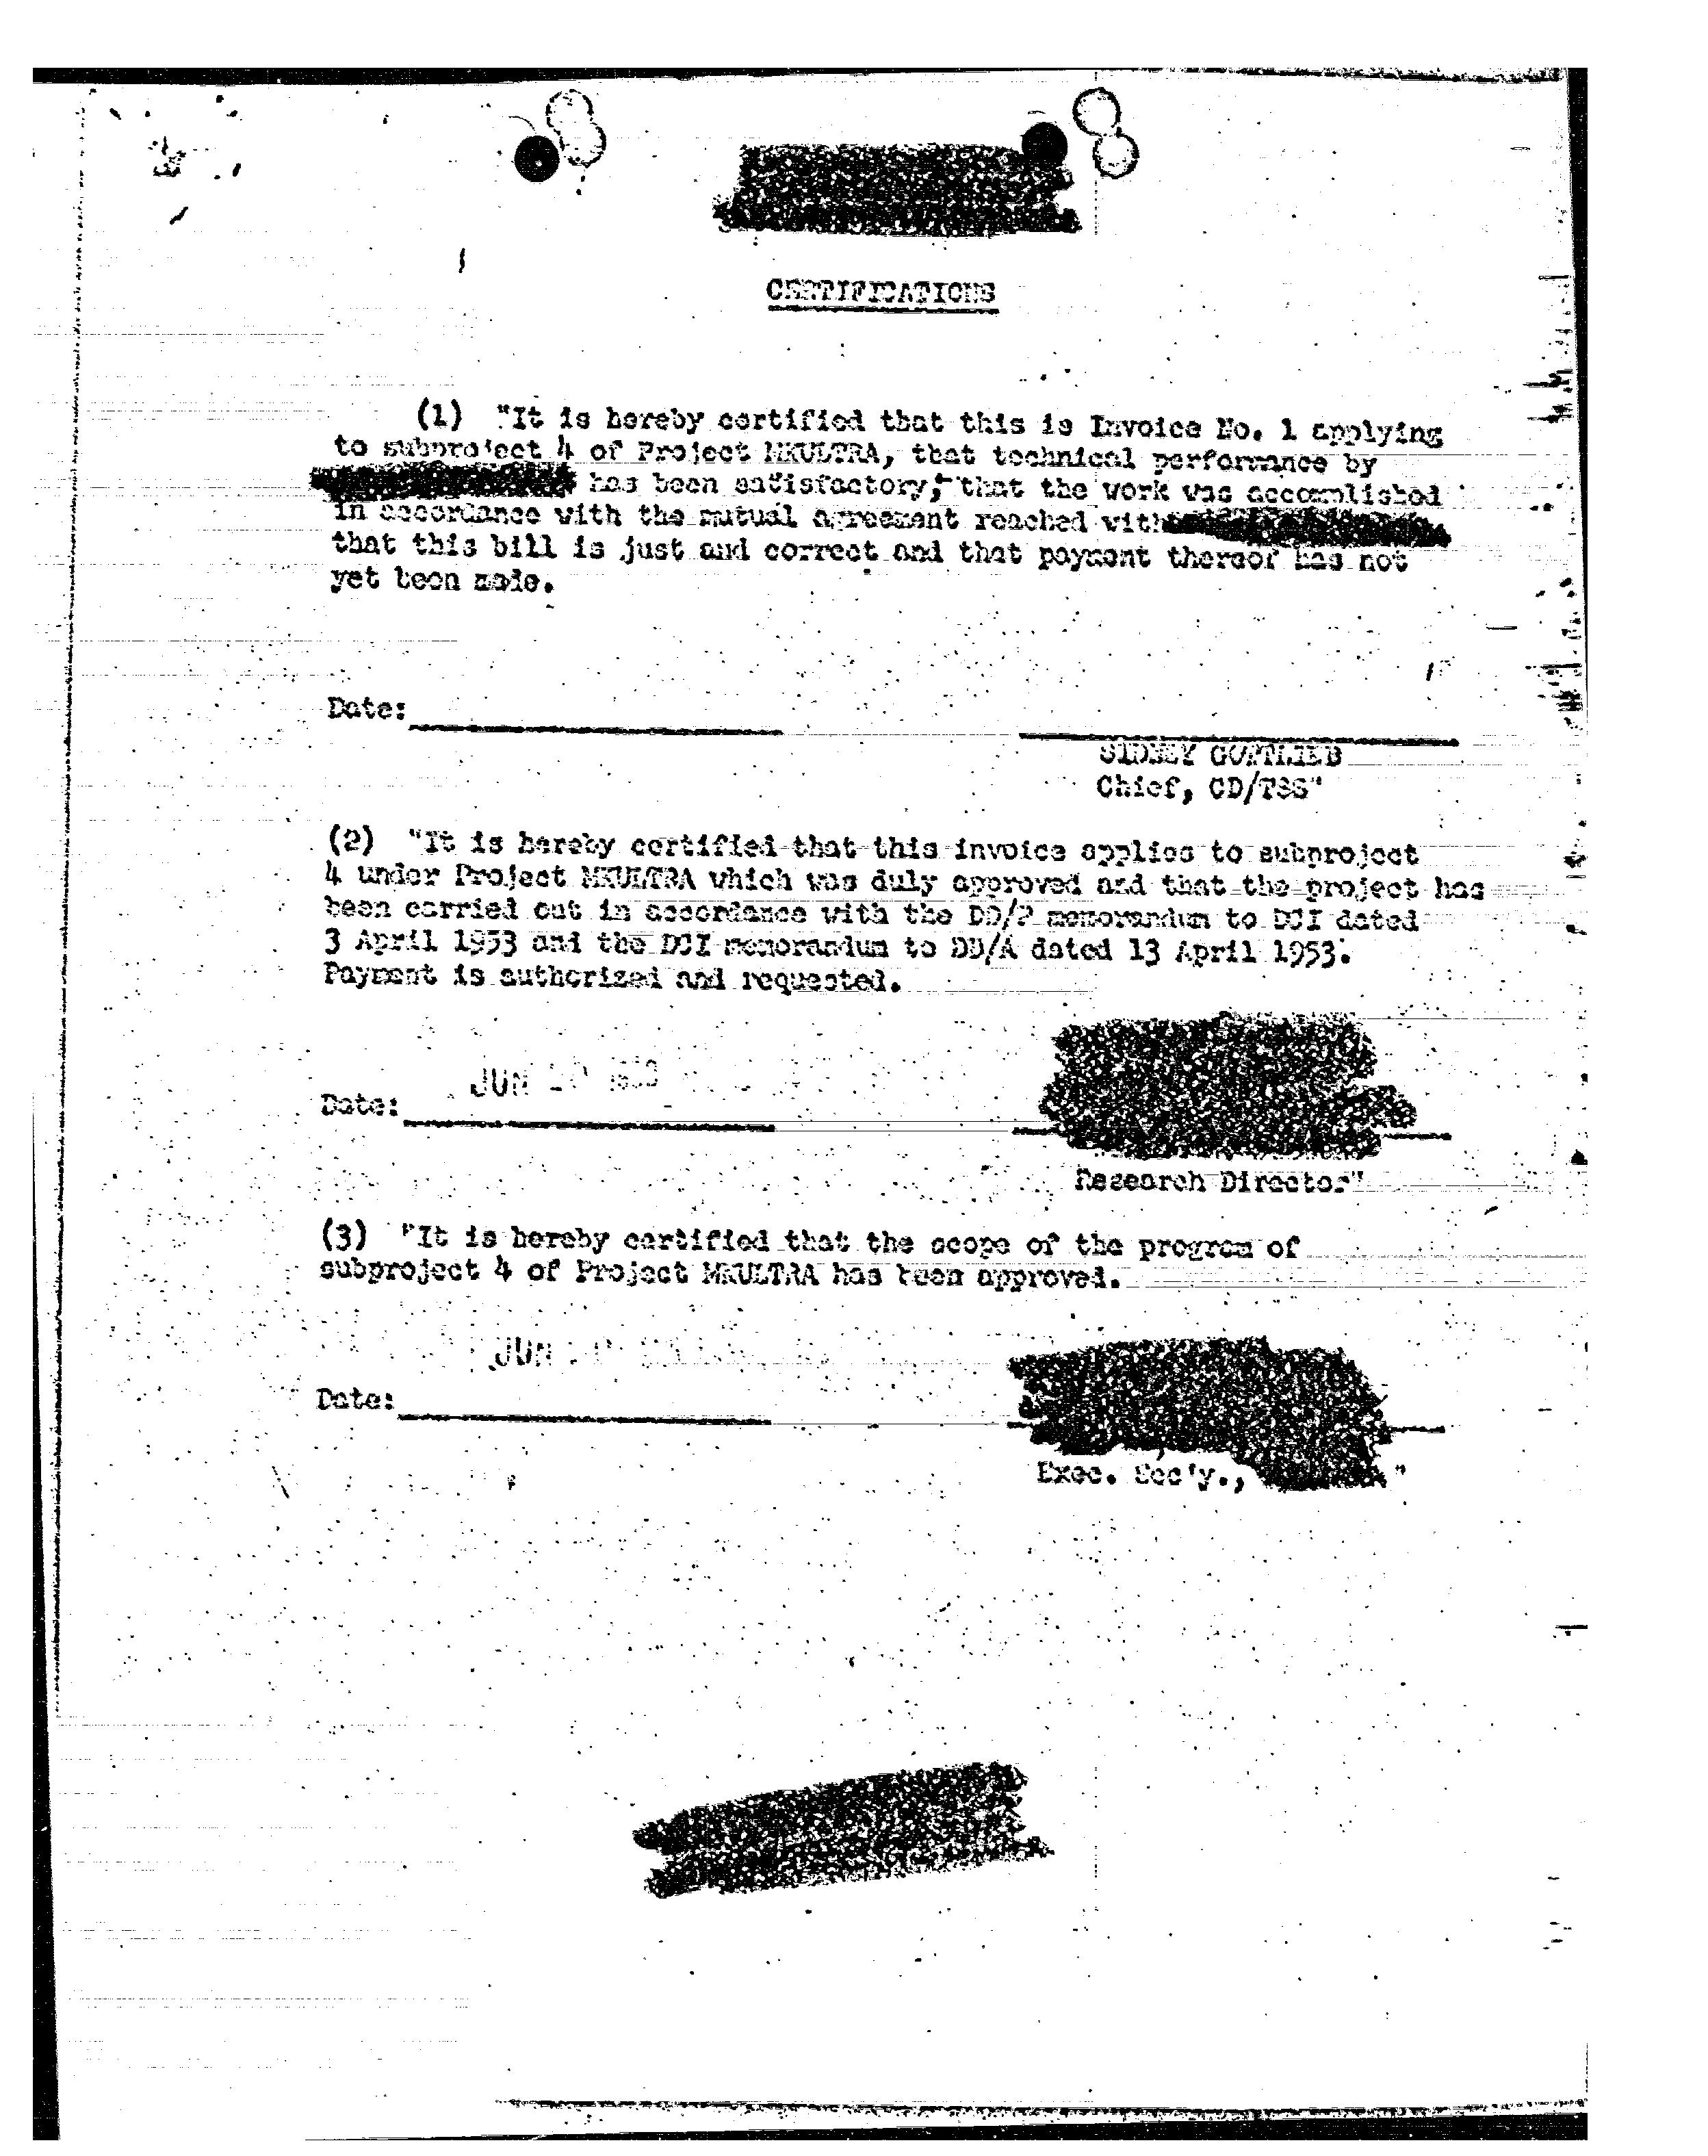 CERTIFICATIONS
(1) "It is hereby certified that this is Invoice No. 1 applying
to subproject 4 of Project MKULTRA, that technical performance by
has been satisfactory, that the work was accomplished
in accordance with the mutual agreement reached with
that this bill is just and correct and that payment thereof has not
yet been made.
Date:
SIDNEY GOTTLIEB
Chief, CD/TSS"
(2) "It is hereby certified that this invoice applies to subproject
4 under Project MKULTRA which was duly approved and that the project has
been carried out in accordance with the DD/P memorandum to DCI dated
3 April 1953 and the DCI memorandum to DD/A dated 13 April 1953.
Payment is authorized and requested.
JUN
Date:
Research Director"
(3) "It is hereby certified that the scope of the program of
subproject 4 of Project MKULTRA has been approved.
JUN
Date:
Exec. Sec'y., "